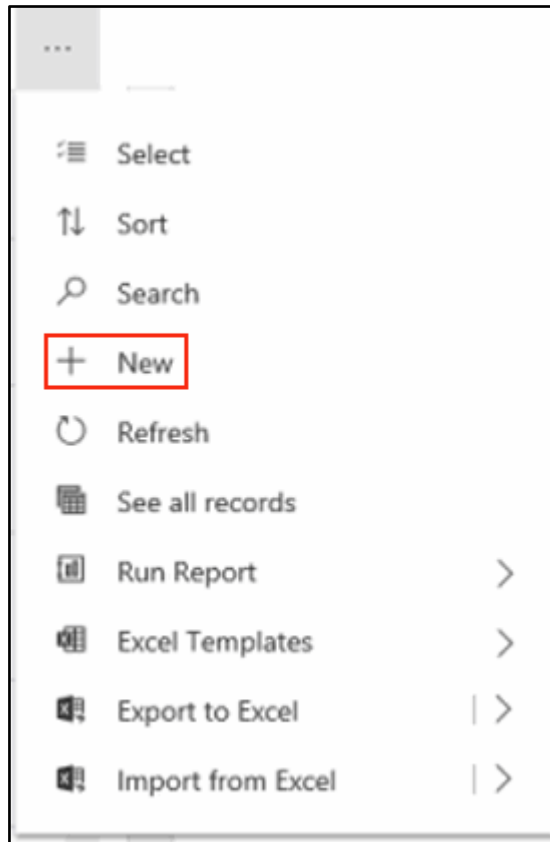 ...
Select
Sort
Search
New
Refresh
See all records
Run Report
Excel Templates
Export to Excel
Import from Excel